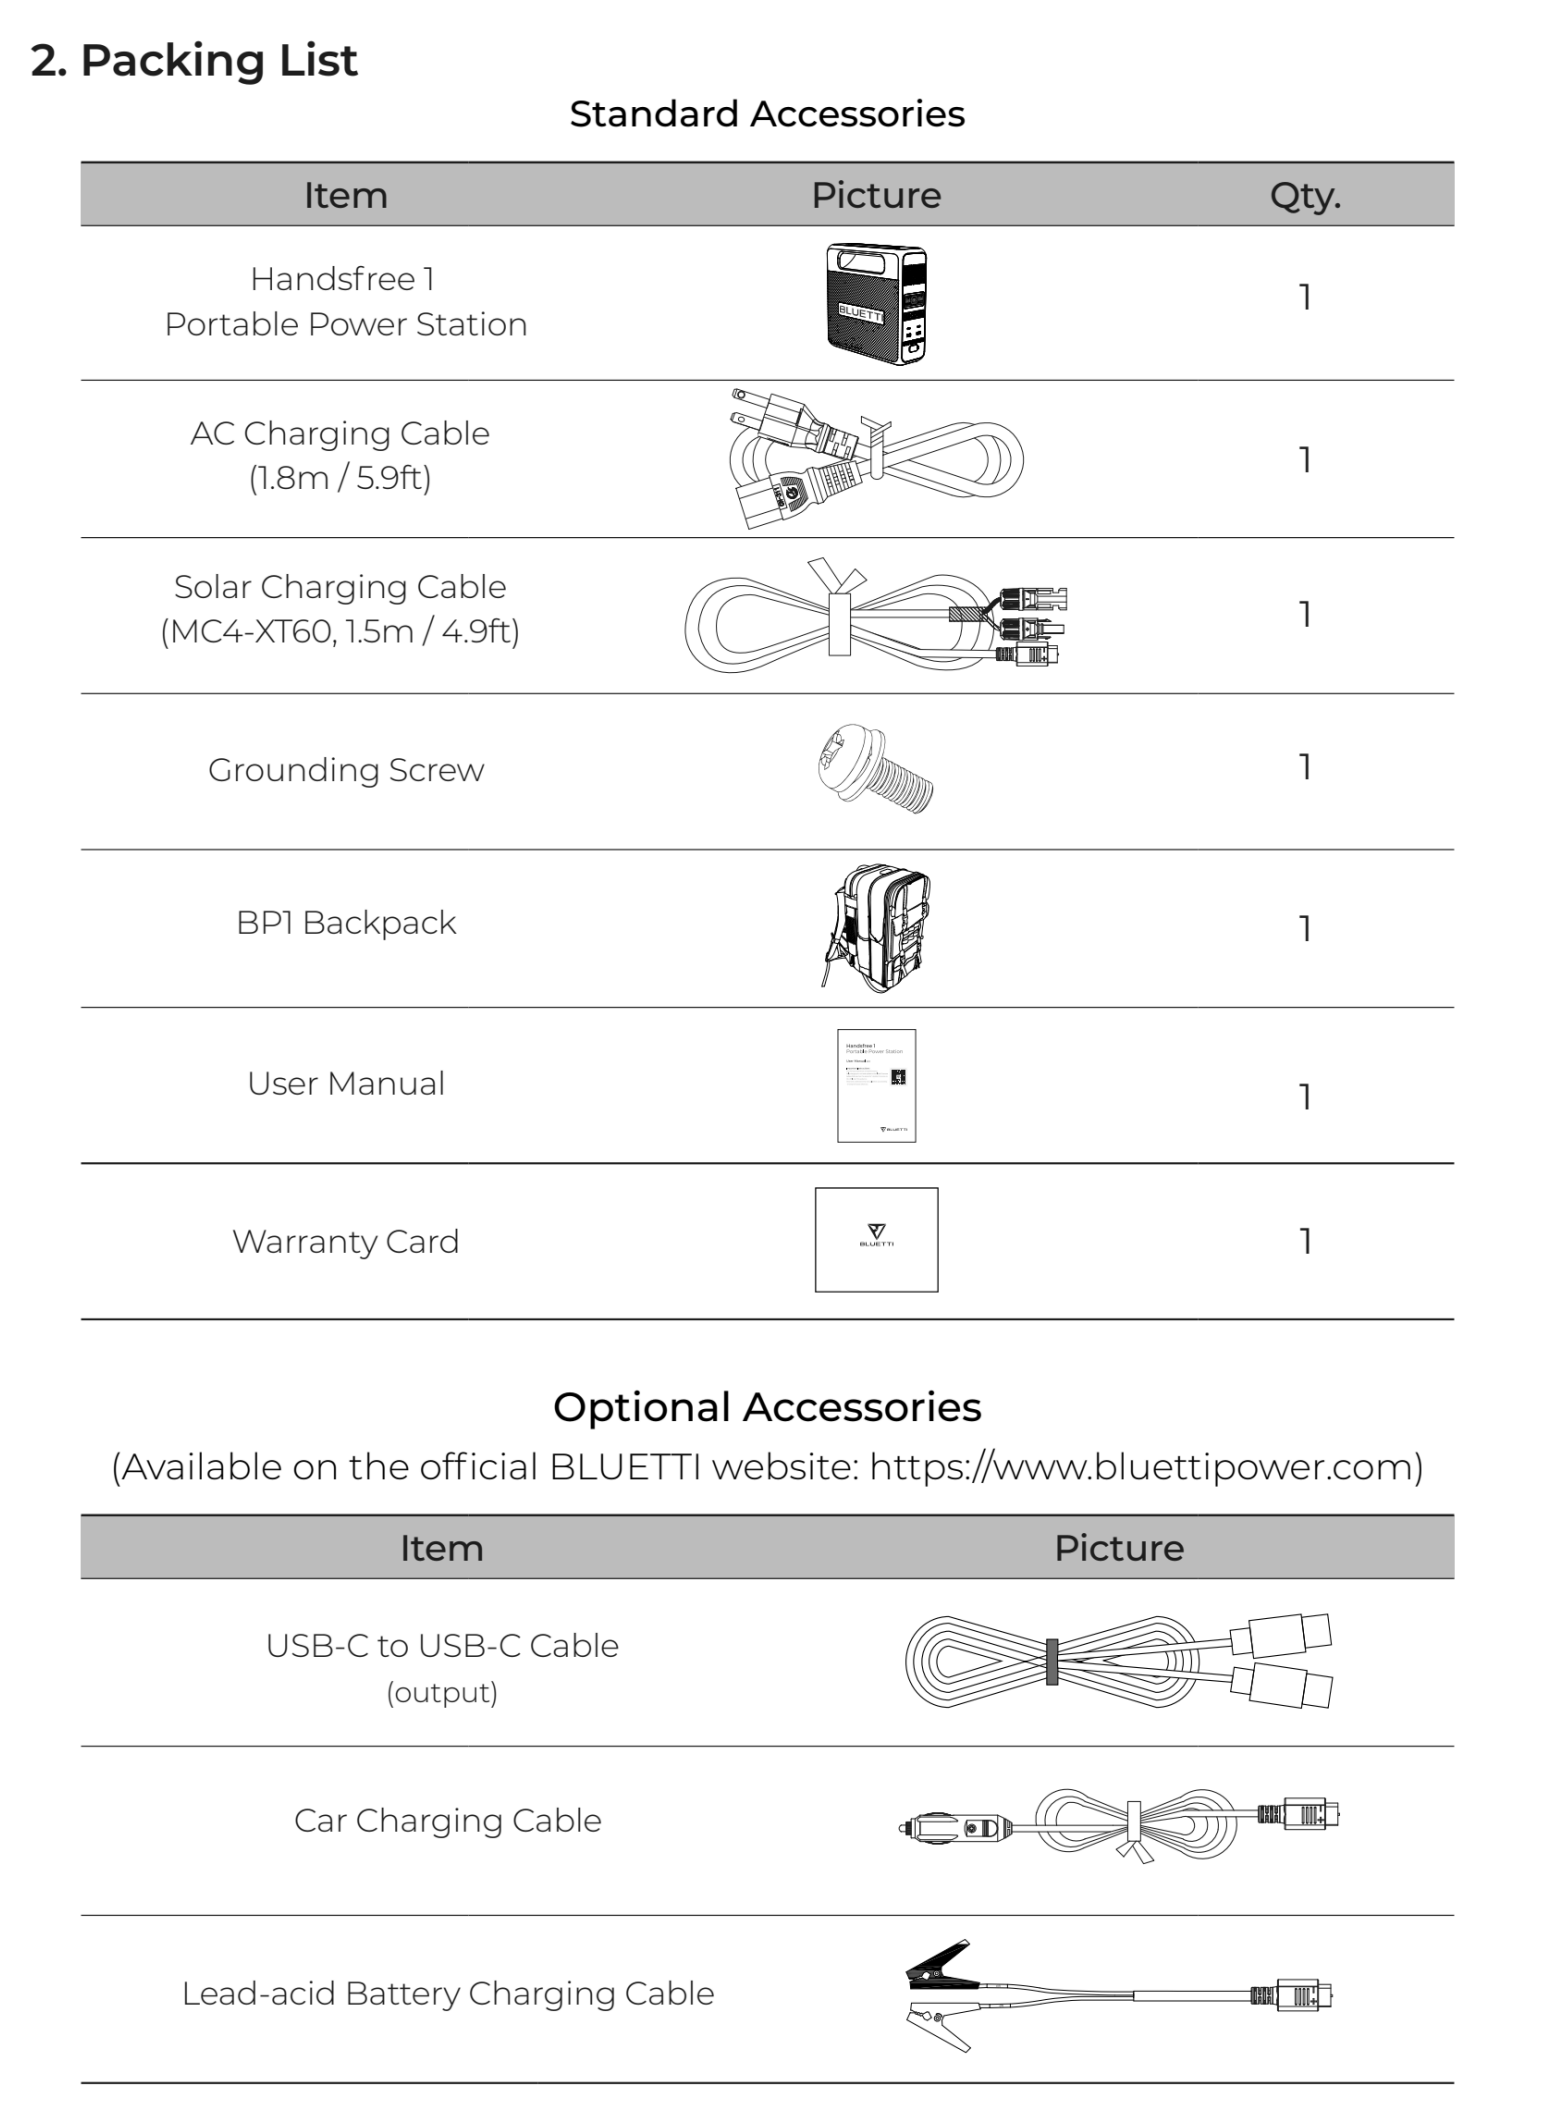 2. Packing List
Standard Accessories
Item Picture Qty.
Handsfree 1
Portable Power Station
BLUETTI
1
AC Charging Cable
(1.8m / 5.9ft)
1
Solar Charging Cable
(MC4-XT60, 1.5m / 4.9ft)
1
Grounding Screw
1
BP1 Backpack
1
User Manual
Handsfree 1
Portable Power Station
User Manual
BLUETTI
1
Warranty Card
BLUETTI
1
Optional Accessories
(Available on the official BLUETTI website: https://www.bluettipower.com)
Item Picture
USB-C to USB-C Cable
(output)
Car Charging Cable
Lead-acid Battery Charging Cable